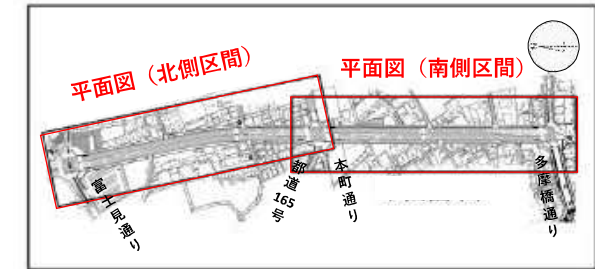 平面図（北側区間）
平面図（南側区間）
富士見通り
都道165号
本町通り
多摩橋通り